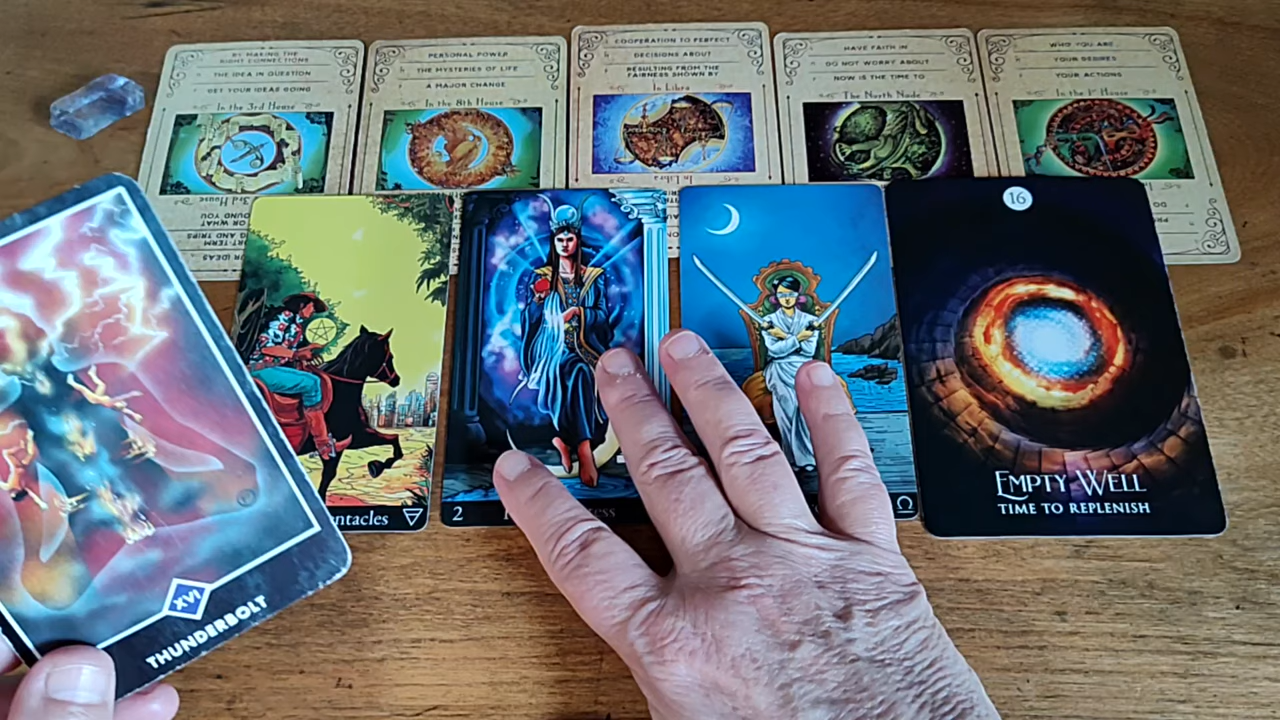 BY MAKING THE
RIGHT CONNECTIONS
THE IDEA IN QUESTION
GET YOUR IDEAS GOING
In the 3rd House
3rd House
PERSONAL POWER
THE MYSTERIES OF LIFE
A MAJOR CHANGE
In the 8th House
COOPERATION TO PERFECT
DECISIONS ABOUT
RESULTING FROM THE
FAIRNESS SHOWN BY
In Libra
In Libra
HAVE FAITH IN
DO NOT WORRY ABOUT
NOW IS THE TIME TO
The North Node
WHO YOU ARE
YOUR DESIRES
YOUR ACTIONS
In the 1st House
ntacles
2
16
EMPTY WELL
TIME TO REPLENISH
XVI
THUNDERBOLT